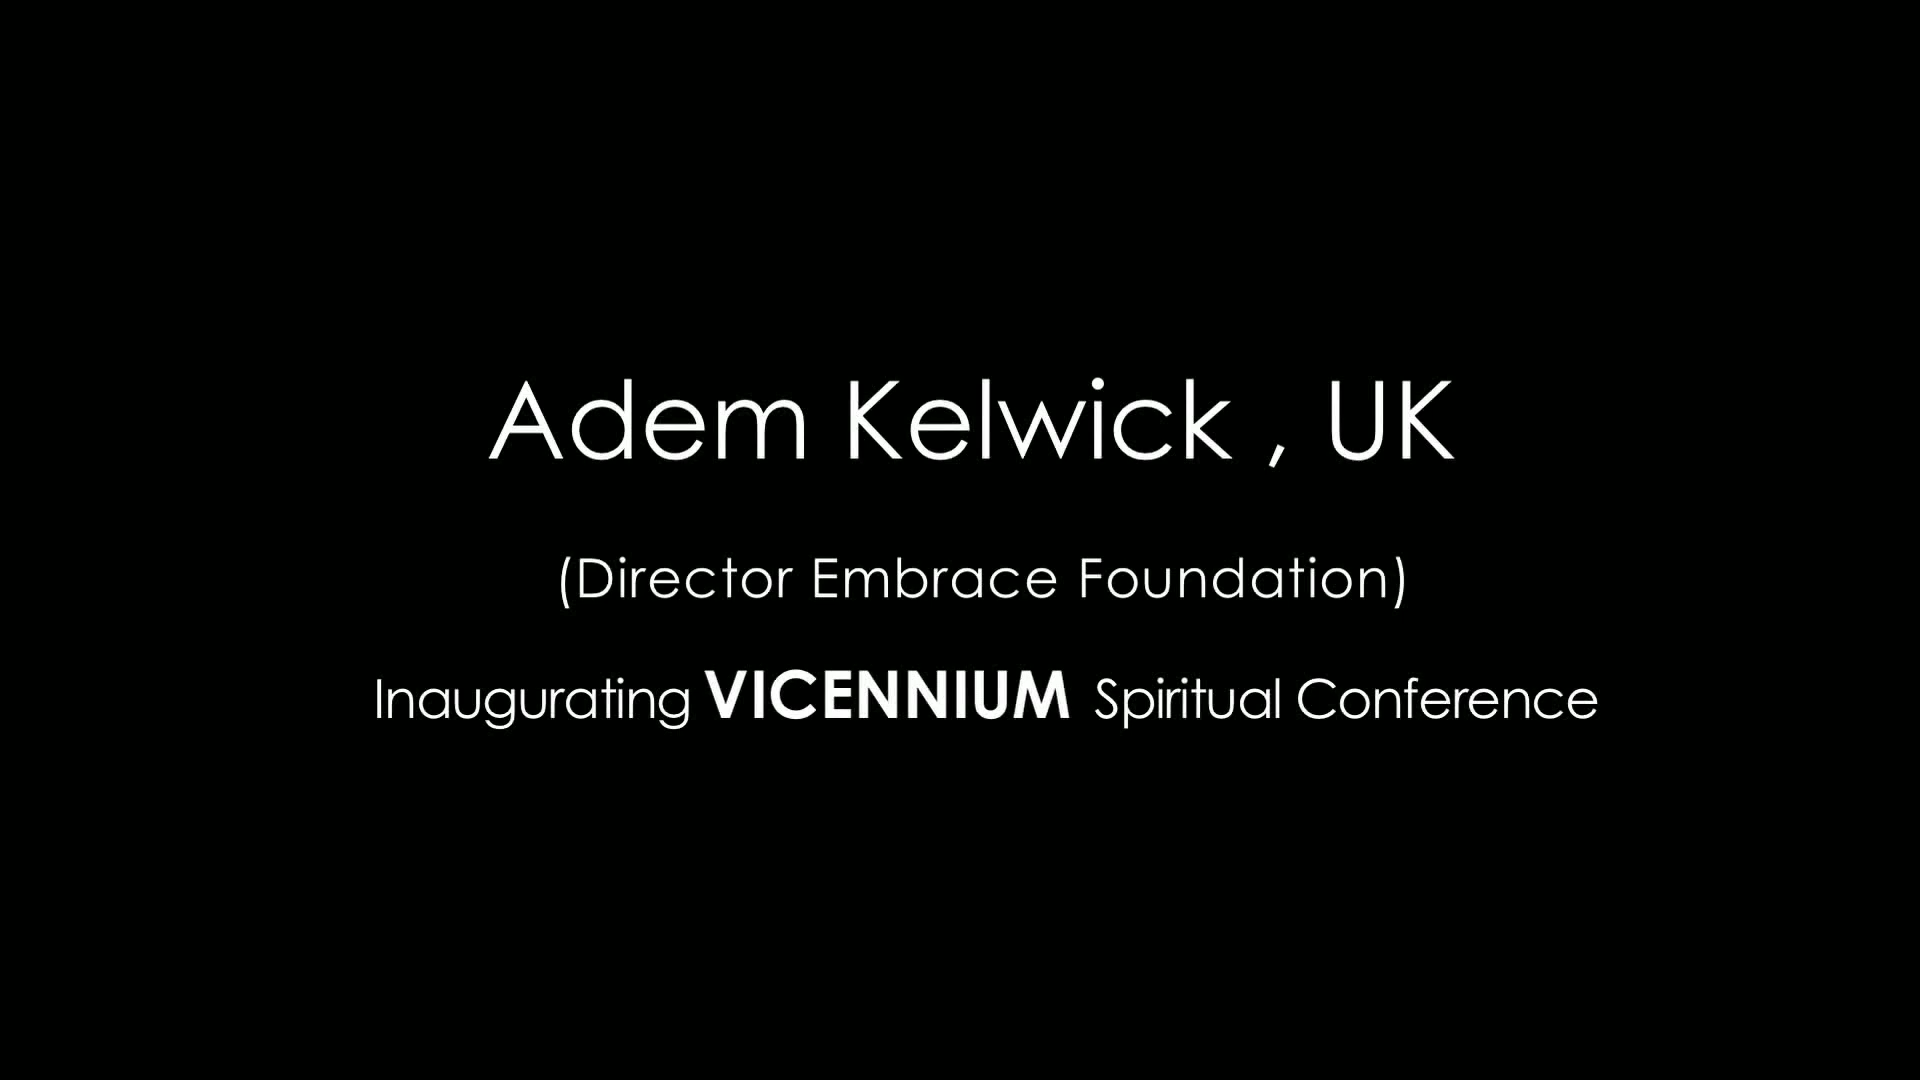 Adem Kelwick , UK
(Director Embrace Foundation)
Inaugurating VICENNIUM Spiritual Conference